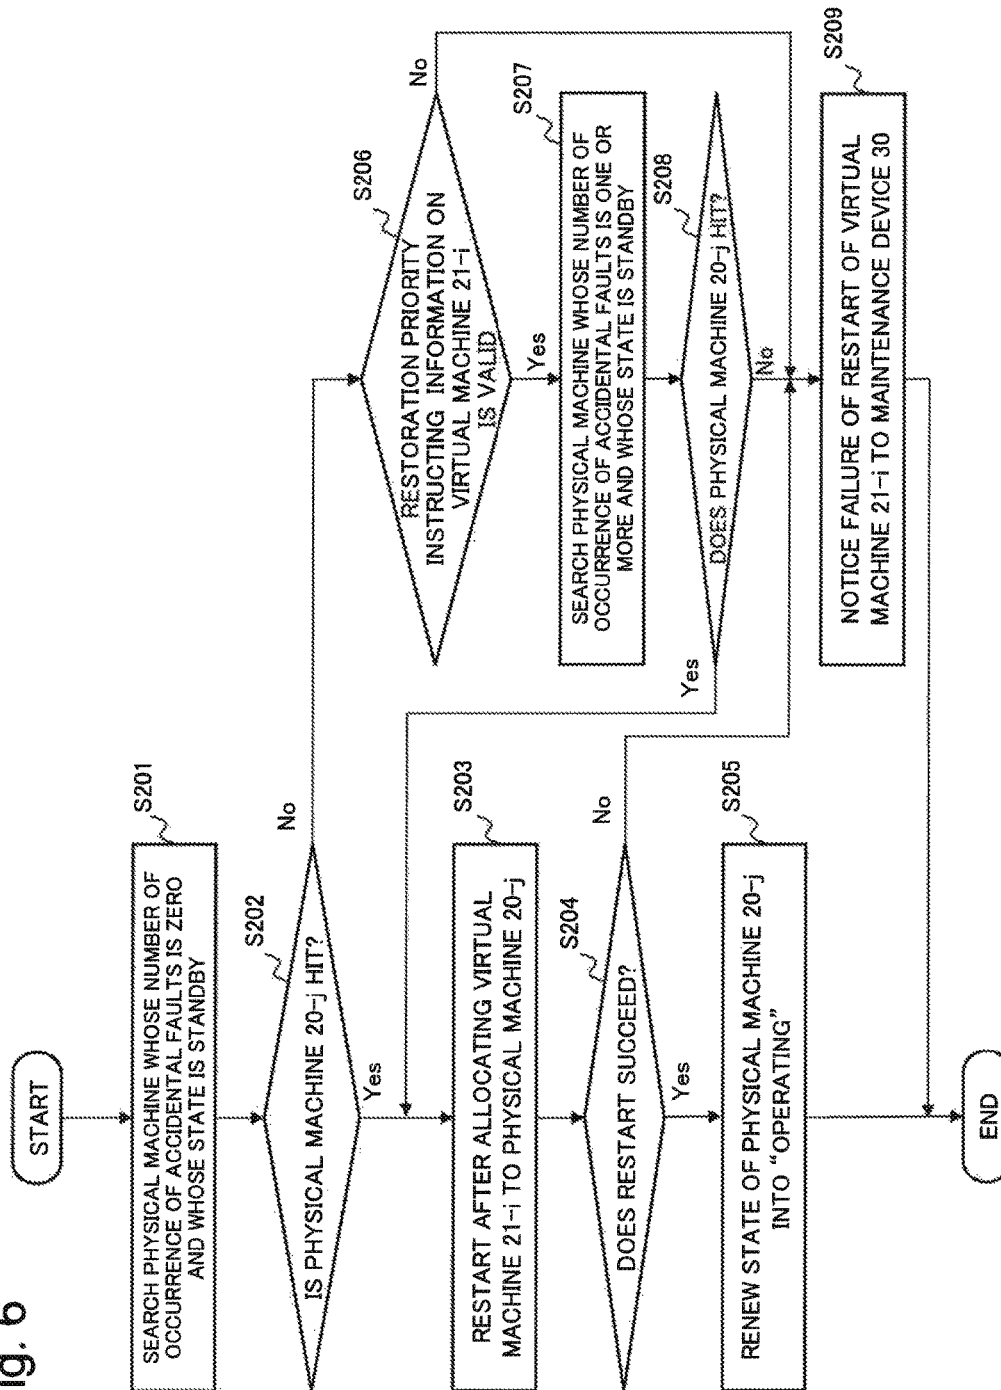 ig. 6
START
S201
SEARCH PHYSICAL MACHINE WHOSE NUMBER OF
OCCURRENCE OF ACCIDENTAL FAULTS IS ZERO
AND WHOSE STATE IS STANDBY
S202
IS PHYSICAL MACHINE 20-j HIT?
No
Yes
S203
RESTART AFTER ALLOCATING VIRTUAL
MACHINE 21-i TO PHYSICAL MACHINE 20-j
S204
DOES RESTART SUCCEED?
No
Yes
S205
RENEW STATE OF PHYSICAL MACHINE 20-j
INTO "OPERATING"
END
S206
RESTORATION PRIORITY
INSTRUCTING INFORMATION ON
VIRTUAL MACHINE 21-i
IS VALID
No
Yes
S207
SEARCH PHYSICAL MACHINE WHOSE NUMBER OF
OCCURRENCE OF ACCIDENTAL FAULTS IS ONE OR
MORE AND WHOSE STATE IS STANDBY
S208
DOES PHYSICAL MACHINE 20-j HIT?
Yes
No
S209
NOTICE FAILURE OF RESTART OF VIRTUAL
MACHINE 21-i TO MAINTENANCE DEVICE 30